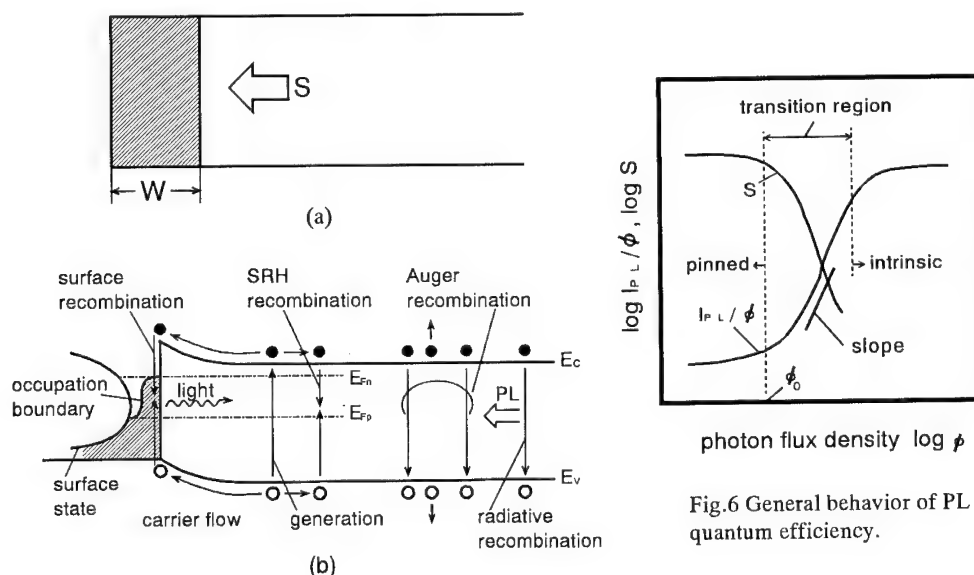 S
W
(a)
surface
recombination
SRH
recombination
Auger
recombination
Ec
occupation
boundary
light
EFn
EFp
PL
surface
state
carrier flow
generation
Ev
radiative
recombination
(b)
transition region
S
pinned
intrinsic
IPL/ϕ
slope
ϕ0
log IPL/ϕ, log S
photon flux density log ϕ
Fig.6 General behavior of PL
quantum efficiency.